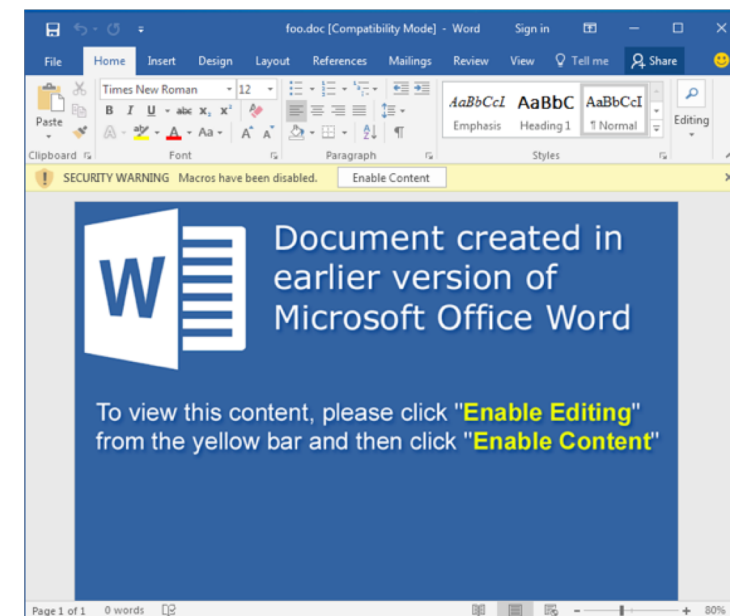 foo.doc [Compatibility Mode] - Word Sign in
File Home Insert Design Layout References Mailings Review View Tell me Share
Times New Roman 12
AaBbCcI AaBbC AaBbCcI
Paste
B I U abc X₂ X² Aa A A
Emphasis Heading 1 ¶ Normal
Editing
Clipboard Font Paragraph Styles
SECURITY WARNING Macros have been disabled. Enable Content
W
Document created in
earlier version of
Microsoft Office Word
To view this content, please click "Enable Editing"
from the yellow bar and then click "Enable Content"
Page 1 of 1 0 words 80%